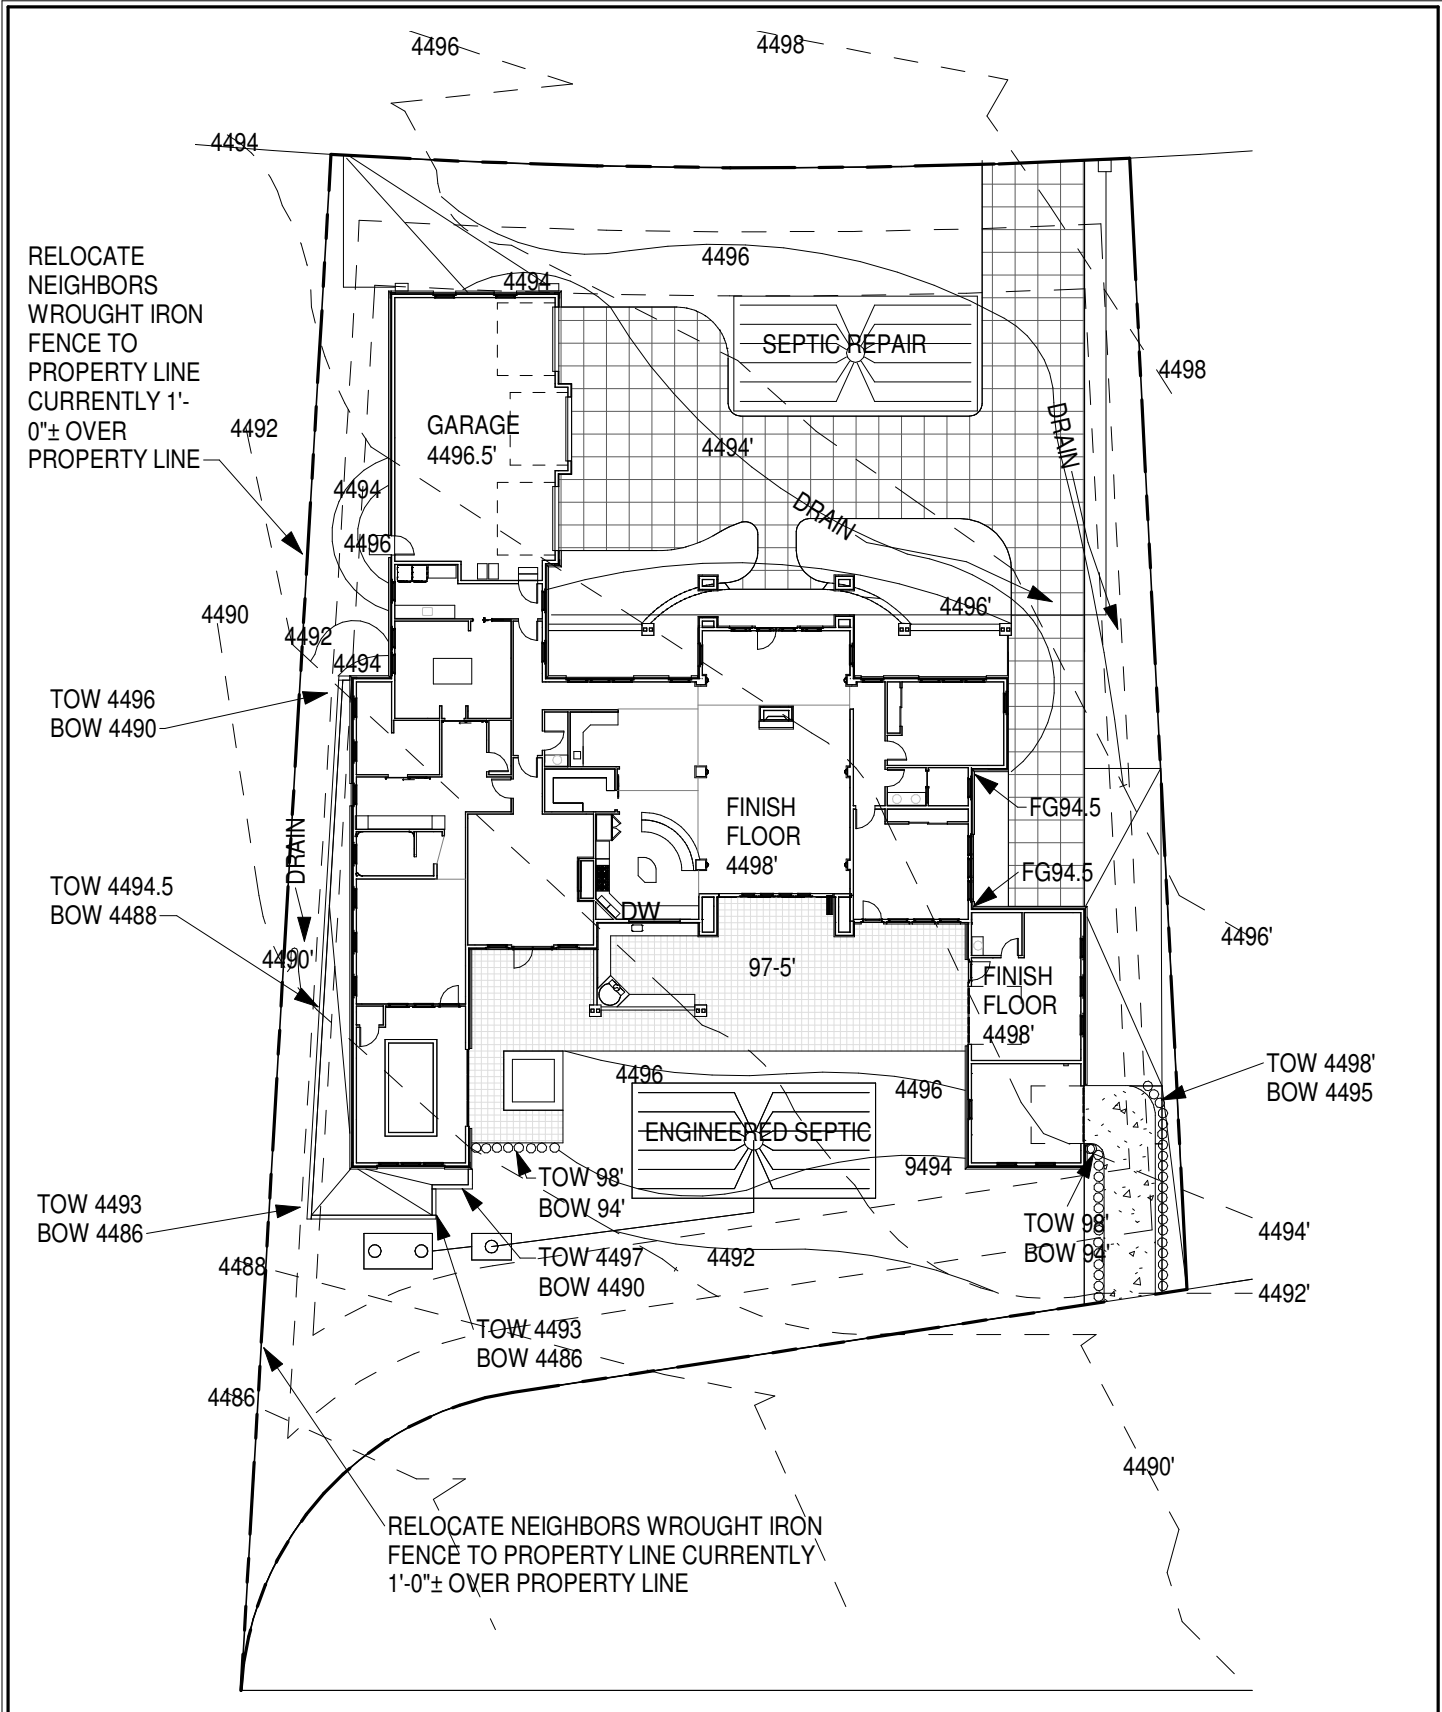 4496
4498
4494
RELOCATE
NEIGHBORS
WROUGHT IRON
FENCE TO
PROPERTY LINE
CURRENTLY 1'-
0"± OVER
PROPERTY LINE
4496
4494
SEPTIC REPAIR
4498
GARAGE
4496.5'
4492
4494'
DRAIN
4494
DRAIN
4496
4490
4496'
4492
4494
TOW 4496
BOW 4490
FINISH
FLOOR
4498'
FG94.5
DRAIN
FG94.5
TOW 4494.5
BOW 4488
DW
4496'
4490'
97-5'
FINISH
FLOOR
4498'
4496
4496
TOW 4498'
BOW 4495
ENGINEERED SEPTIC
9494
TOW 98'
BOW 94'
TOW 4493
BOW 4486
TOW 98'
BOW 94'
4494'
4488
TOW 4497
BOW 4490
4492
4492'
TOW 4493
BOW 4486
4486
4490'
RELOCATE NEIGHBORS WROUGHT IRON
FENCE TO PROPERTY LINE CURRENTLY
1'-0"± OVER PROPERTY LINE